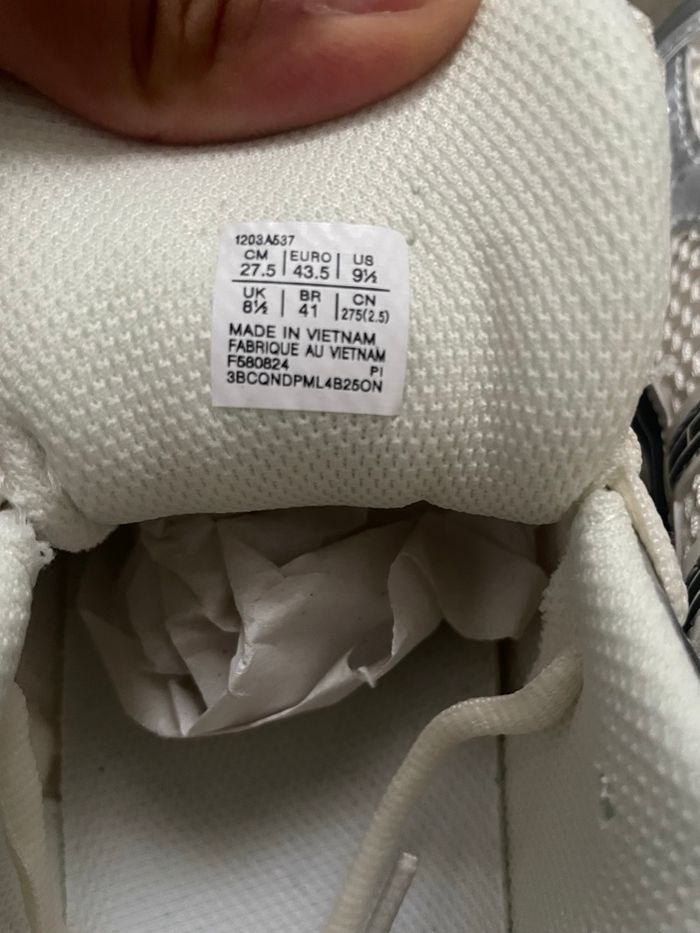 1203A537
CM EURO US
27.5 43.5 9½
UK BR CN
8½ 41 275(2.5)
MADE IN VIETNAM
FABRIQUE AU VIETNAM
F580824 PI
3BCQNDPML4B25ON